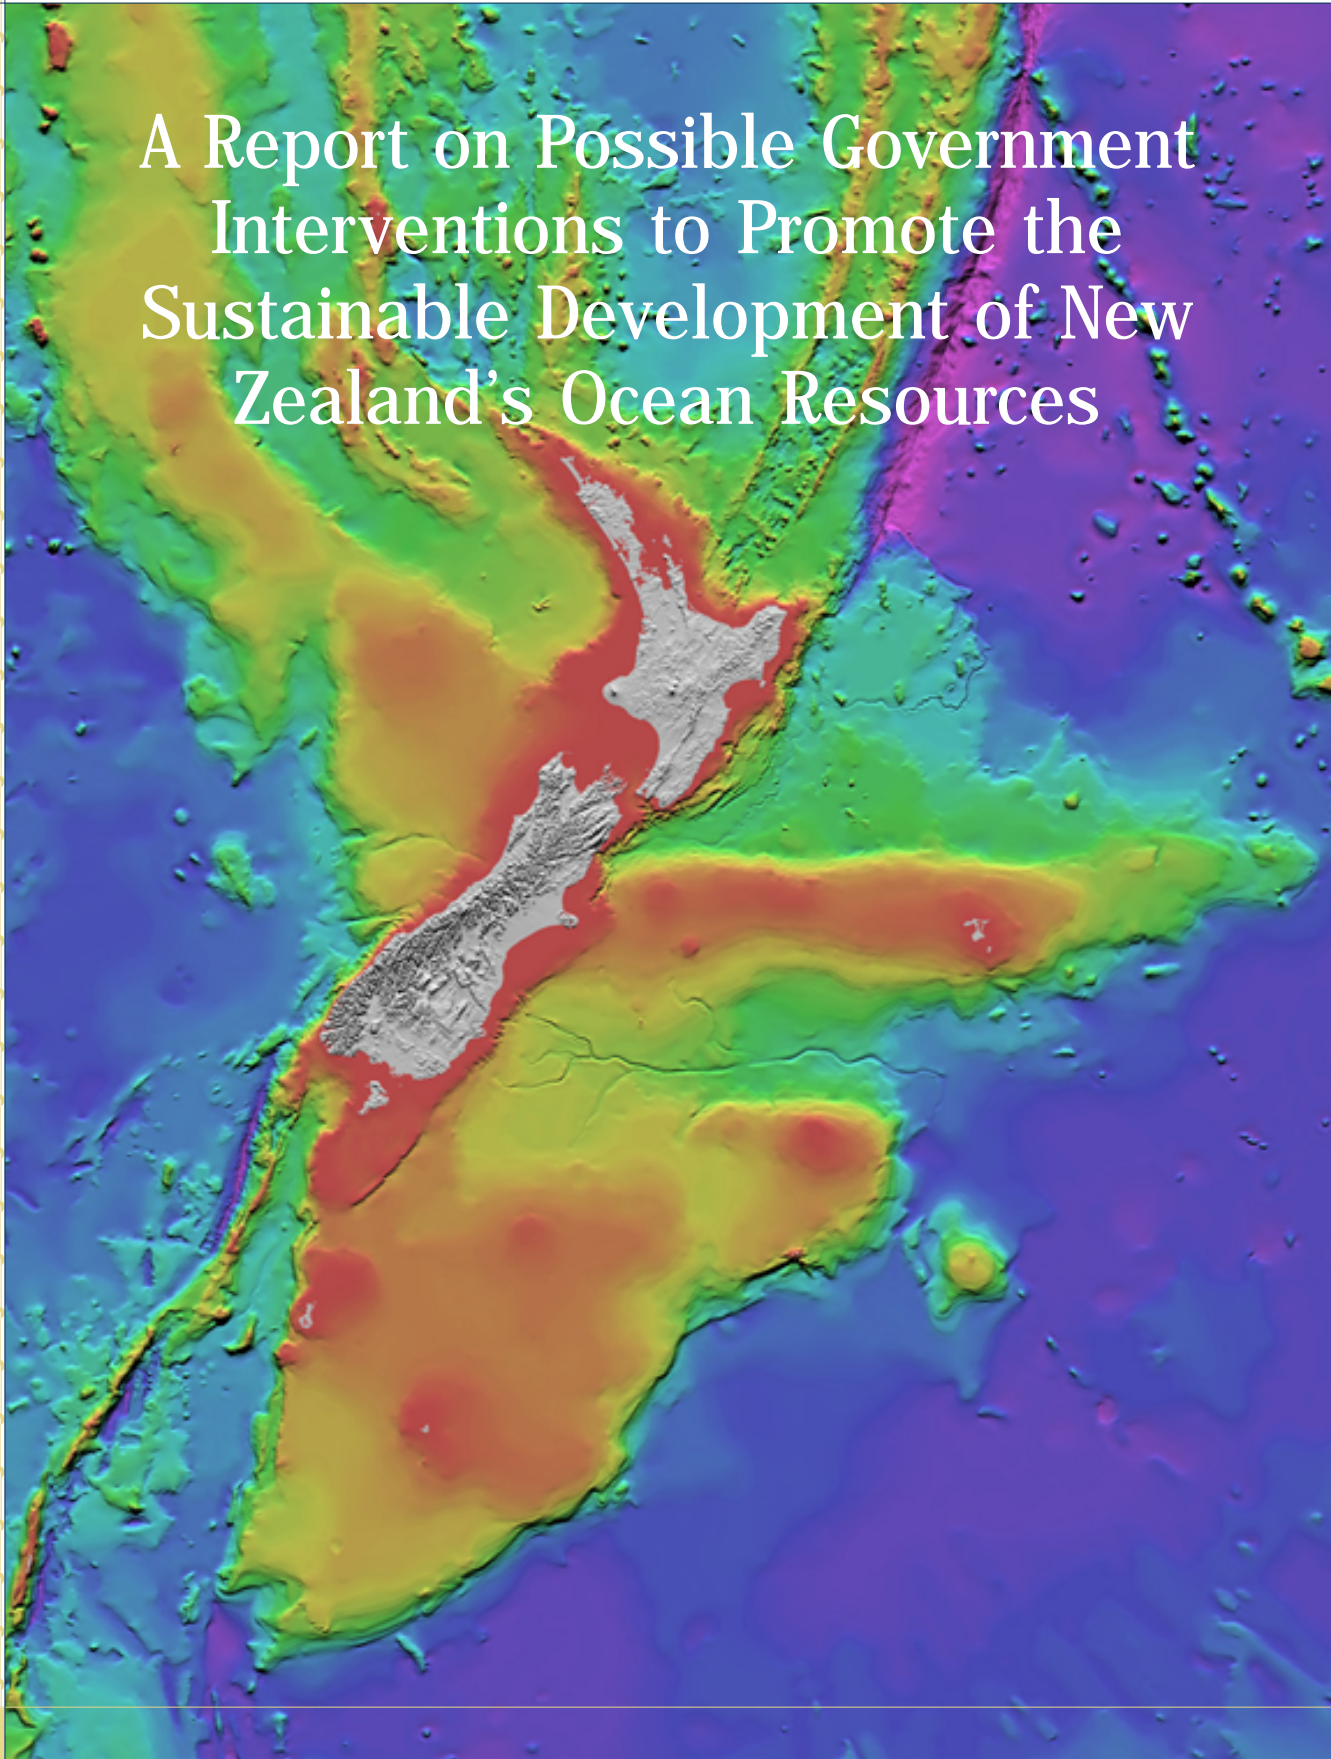 A Report on Possible Government
Interventions to Promote the
Sustainable Development of New
Zealand’s Ocean Resources